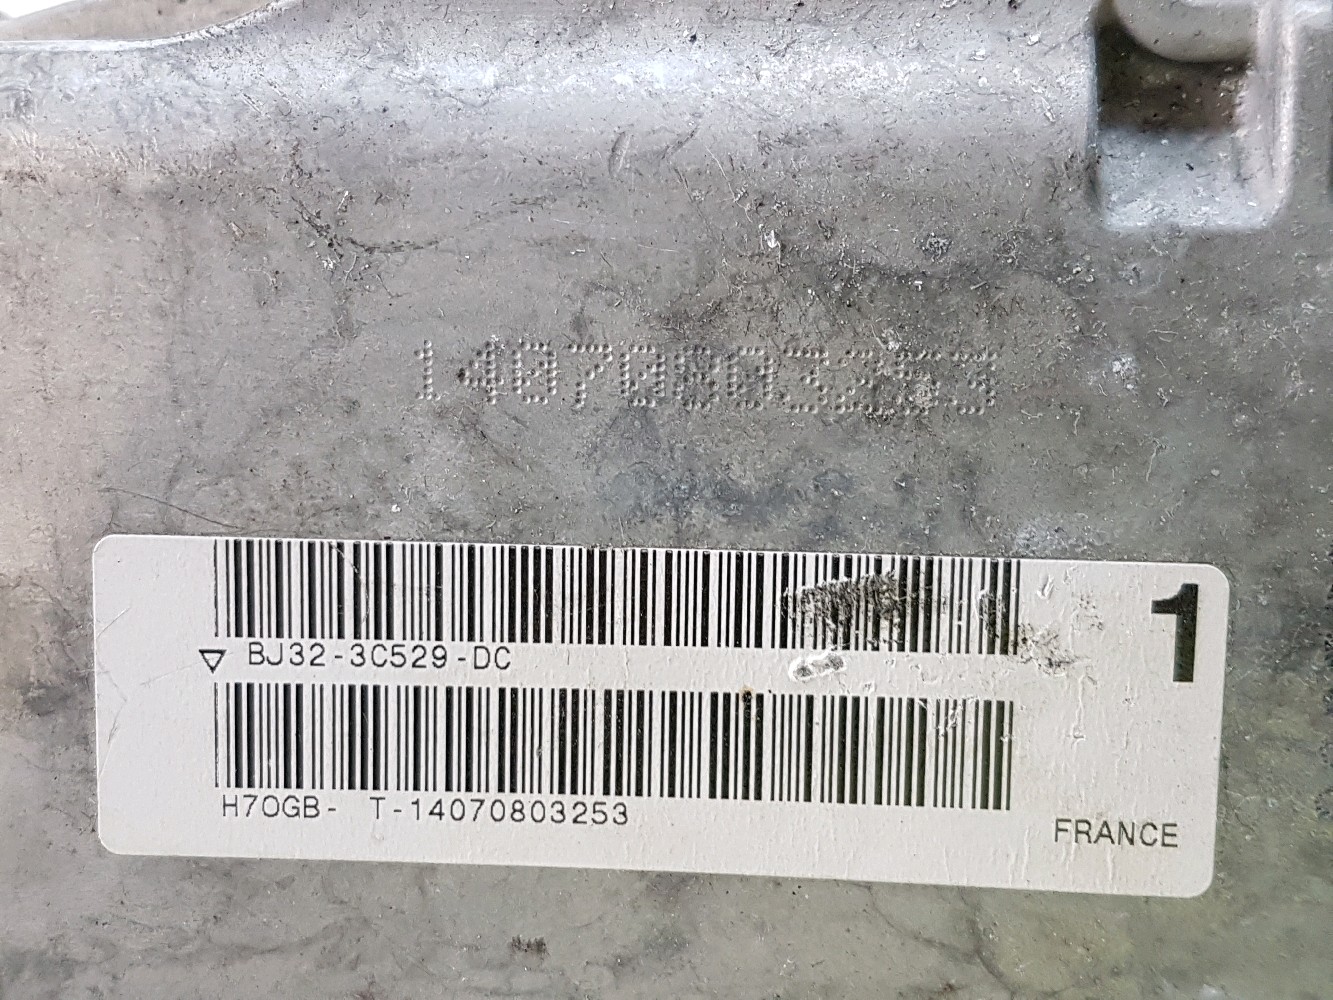 14070803253
1
▽ BJ32-3C529-DC
H7OGB- T-14070803253
FRANCE